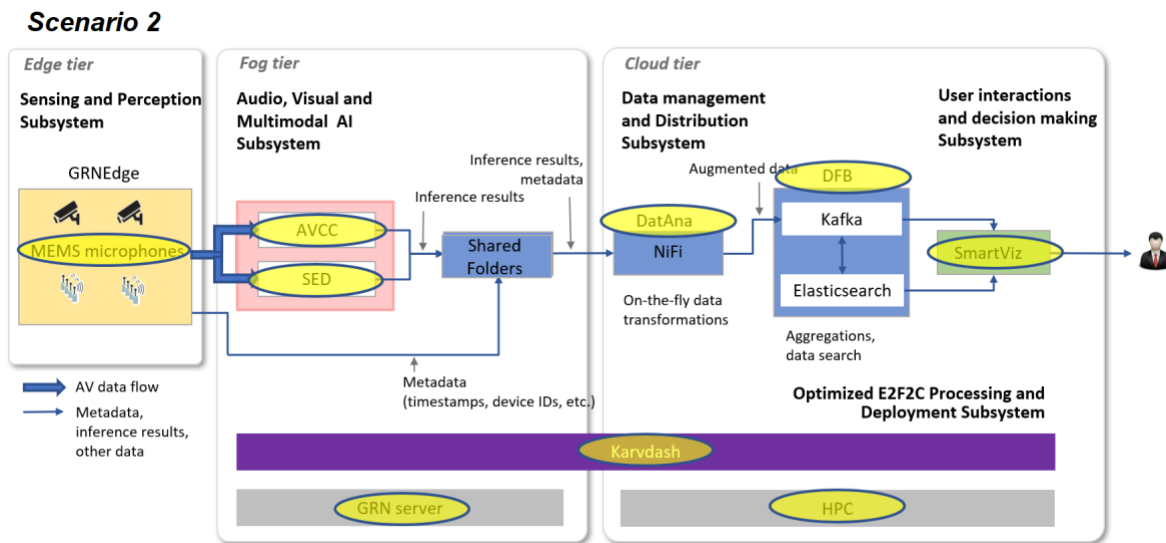 Scenario 2
Edge tier
Sensing and Perception
Subsystem
GRNEdge
MEMS microphones
AV data flow
Metadata,
inference results,
other data
Fog tier
Audio, Visual and
Multimodal AI
Subsystem
AVCC
SED
Inference results
Shared
Folders
Inference results,
metadata
Metadata
(timestamps, device IDs, etc.)
Cloud tier
Data management
and Distribution
Subsystem
DatAna
NiFi
On-the-fly data
transformations
Augmented data
DFB
Kafka
Elasticsearch
Aggregations,
data search
User interactions
and decision making
Subsystem
SmartViz
Optimized E2F2C Processing and
Deployment Subsystem
Karvdash
GRN server
HPC